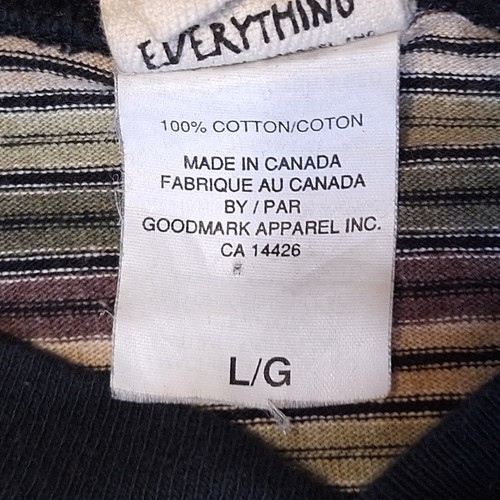 EVERYTHING
100% COTTON/COTON
MADE IN CANADA
FABRIQUE AU CANADA
BY / PAR
GOODMARK APPAREL INC.
CA 14426
L/G